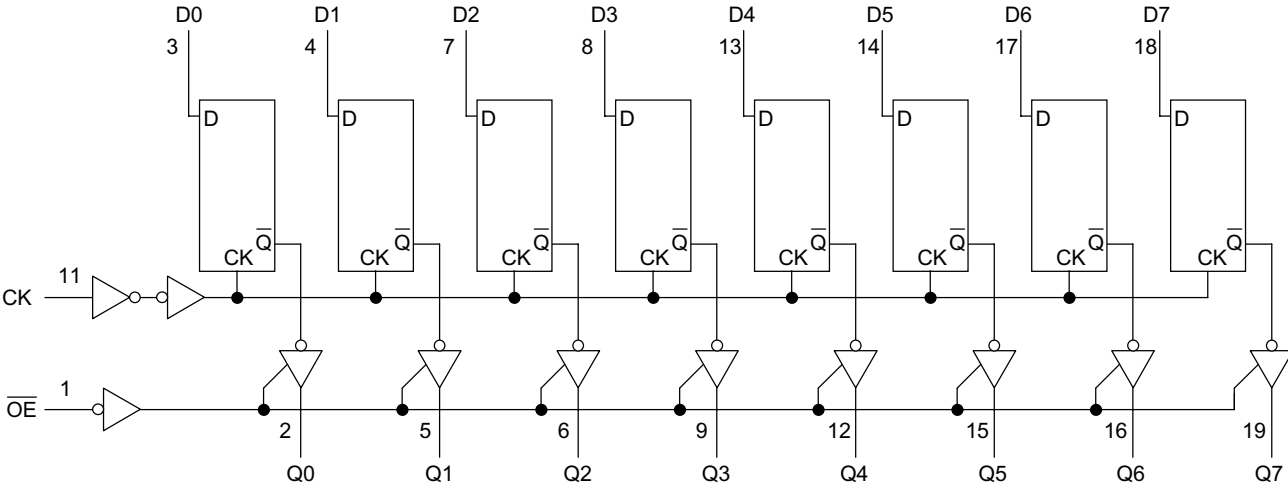 D0 D1 D2 D3 D4 D5 D6 D7
3 4 7 8 13 14 17 18
D D D D D D D D
Q̅ Q̅ Q̅ Q̅ Q̅ Q̅ Q̅ Q̅
CK CK CK CK CK CK CK CK
11
CK
1
O̅E̅
2 5 6 9 12 15 16 19
Q0 Q1 Q2 Q3 Q4 Q5 Q6 Q7